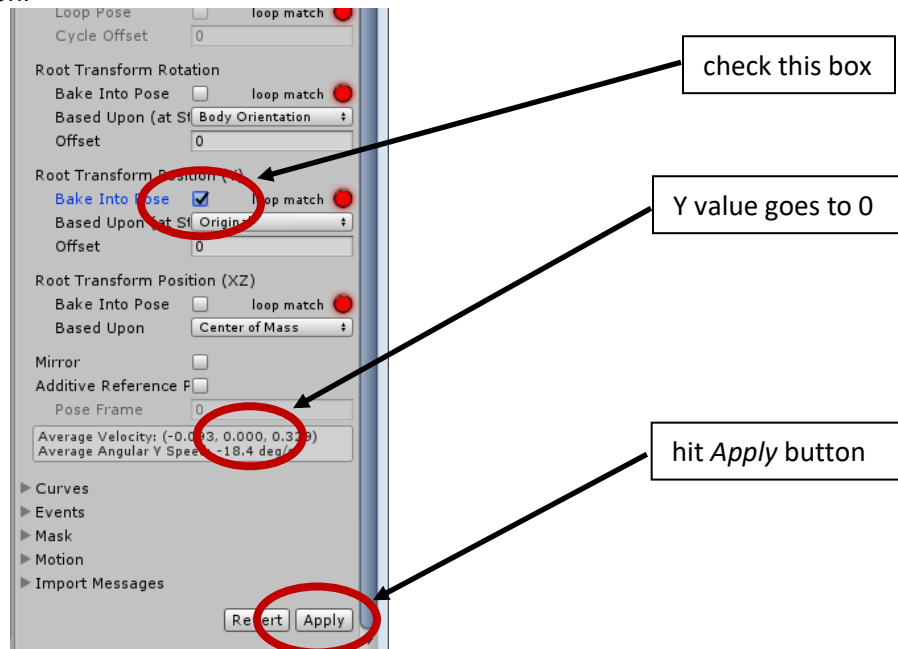 Loop Pose loop match
Cycle Offset 0
check this box
Root Transform Rotation
Bake Into Pose loop match
Based Upon (at St Body Orientation
Offset 0
Root Transform Position (Y)
Bake Into Pose loop match
Y value goes to 0
Based Upon (at St Original
Offset 0
Root Transform Position (XZ)
Bake Into Pose loop match
Based Upon Center of Mass
Mirror
Additive Reference P
Pose Frame 0
Average Velocity: (-0.093, 0.000, 0.329)
Average Angular Y Speed: -18.4 deg/s
hit Apply button
Curves
Events
Mask
Motion
Import Messages
Revert Apply